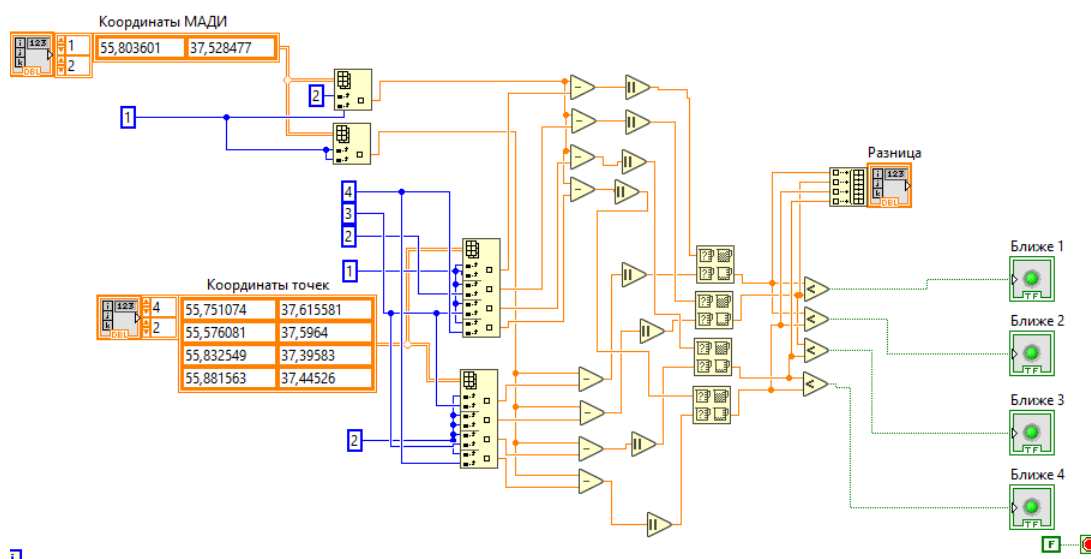 Координаты МАДИ
1 55,803601 37,528477
2
2
1
4
3
2
1
Координаты точек
4 55,751074 37,615581
2 55,576081 37,5964
55,832549 37,39583
55,881563 37,44526
2
Разница
Ближе 1
Ближе 2
Ближе 3
Ближе 4
F